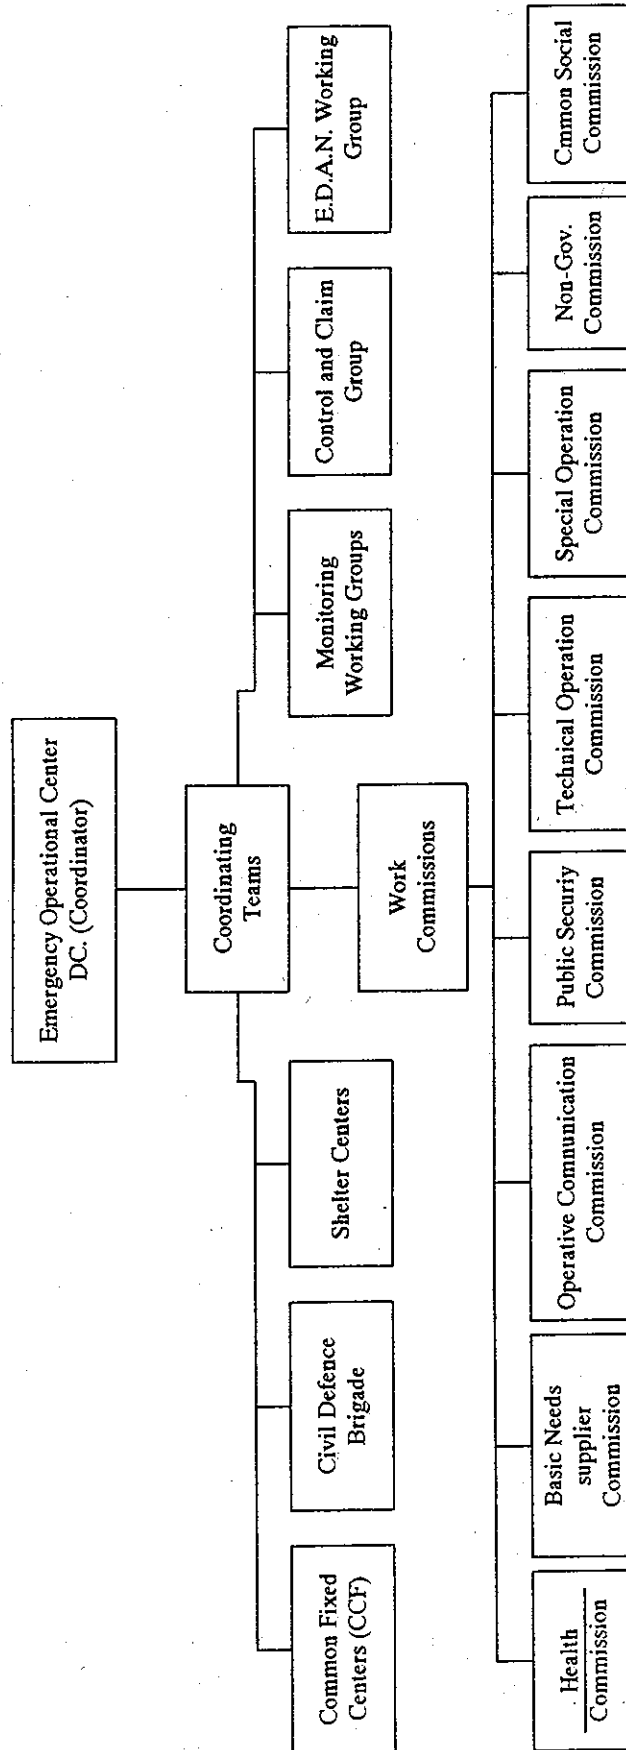 Emergency Operational Center
DC. (Coordinator)
Coordinating
Teams
Common Fixed
Centers (CCF)
Civil Defence
Brigade
Shelter Centers
Monitoring
Working Groups
Control and Claim
Group
E.D.A.N. Working
Group
Work
Commissions
Health
Commission
Basic Needs
supplier
Commission
Operative Comnunication
Commission
Public Securiy
Commission
Technical Operation
Commission
Special Operation
Commission
Non-Gov.
Commission
Cmmon Social
Commission